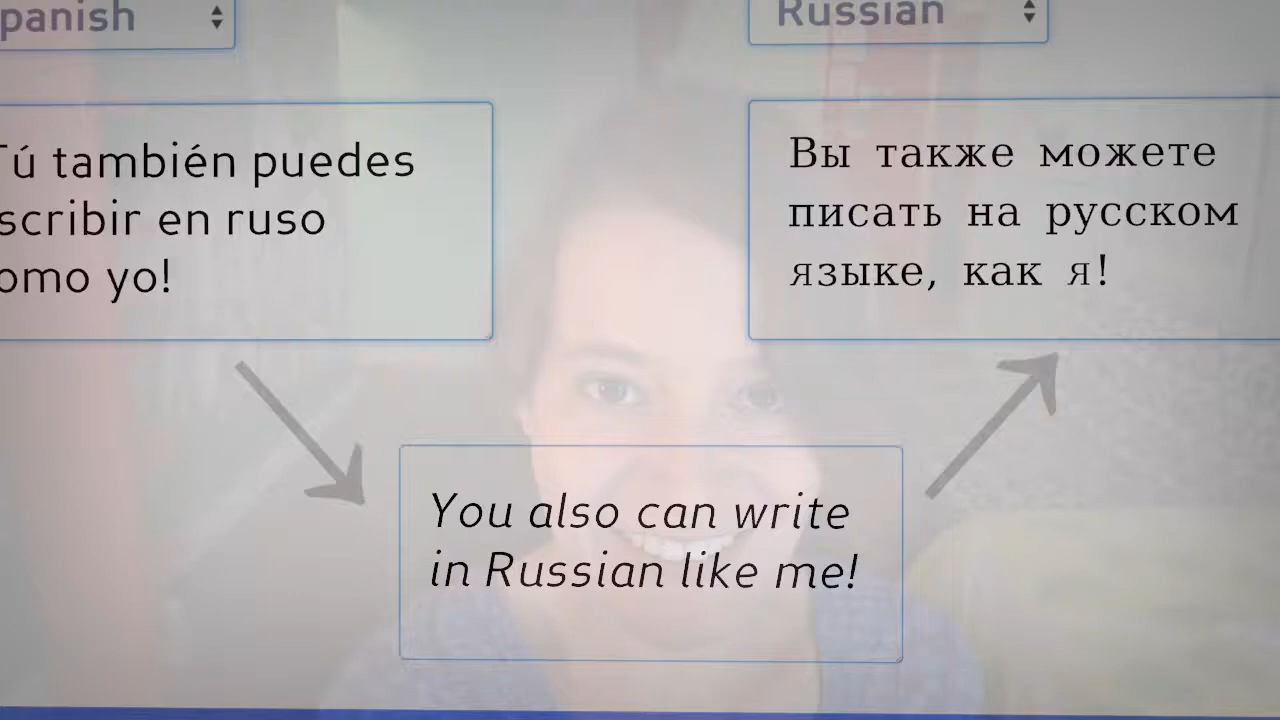 panish
Russian
Tú también puedes
scribir en ruso
omo yo!
Вы также можете
писать на русском
языке, как я!
You also can write
in Russian like me!